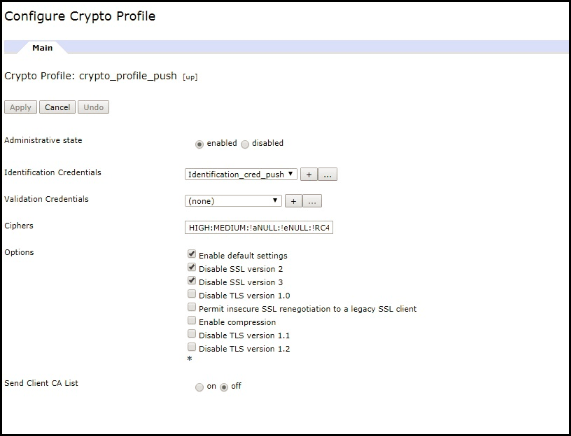 Configure Crypto Profile
Main
Crypto Profile: crypto_profile_push [up]
Apply Cancel Undo
Administrative state enabled disabled
Identification Credentials Identification_cred_push + ...
Validation Credentials (none) + ...
Ciphers HIGH:MEDIUM:!aNULL:!eNULL:!RC4
Options Enable default settings
Disable SSL version 2
Disable SSL version 3
Disable TLS version 1.0
Permit insecure SSL renegotiation to a legacy SSL client
Enable compression
Disable TLS version 1.1
Disable TLS version 1.2
*
Send Client CA List on off